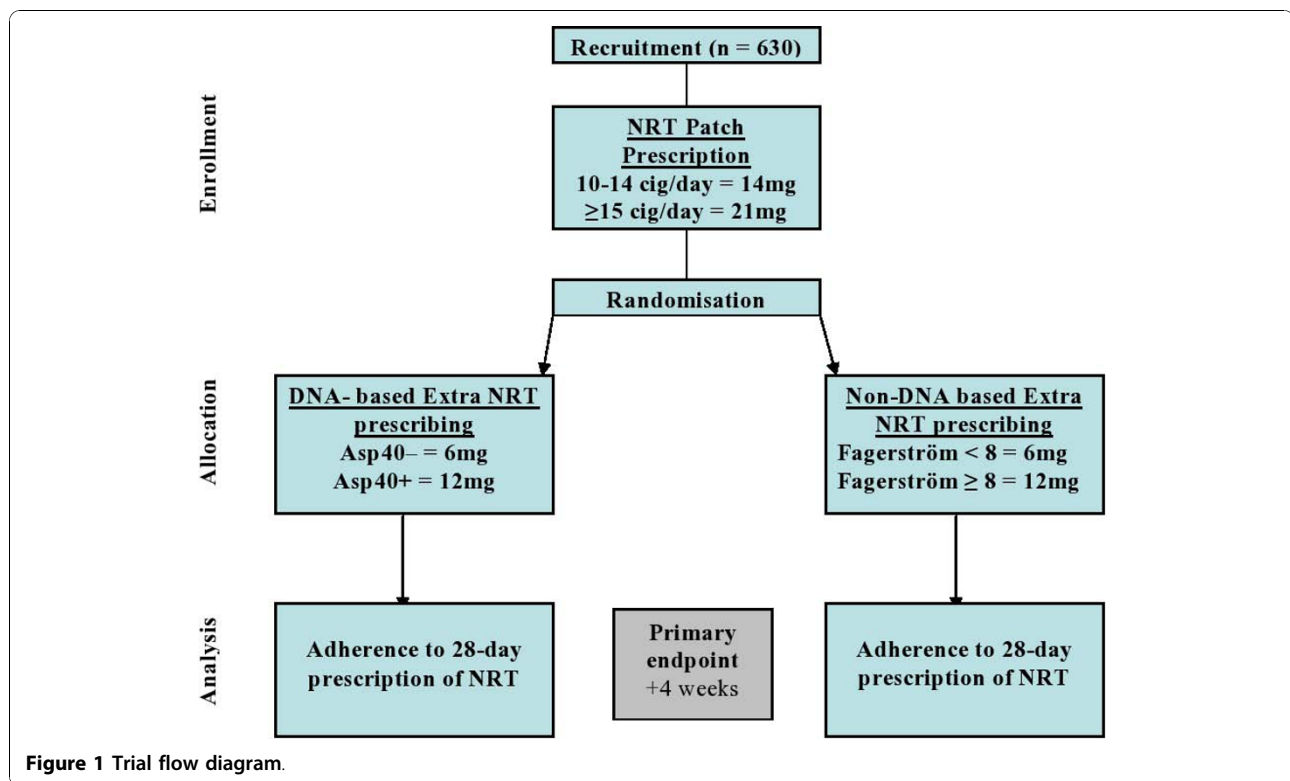 Recruitment (n = 630)
Enrollment
NRT Patch
Prescription
10-14 cig/day = 14mg
≥15 cig/day = 21mg
Randomisation
Allocation
DNA- based Extra NRT
prescribing
Asp40– = 6mg
Asp40+ = 12mg
Non-DNA based Extra
NRT prescribing
Fagerström < 8 = 6mg
Fagerström ≥ 8 = 12mg
Analysis
Adherence to 28-day
prescription of NRT
Primary
endpoint
+4 weeks
Adherence to 28-day
prescription of NRT
Figure 1 Trial flow diagram.